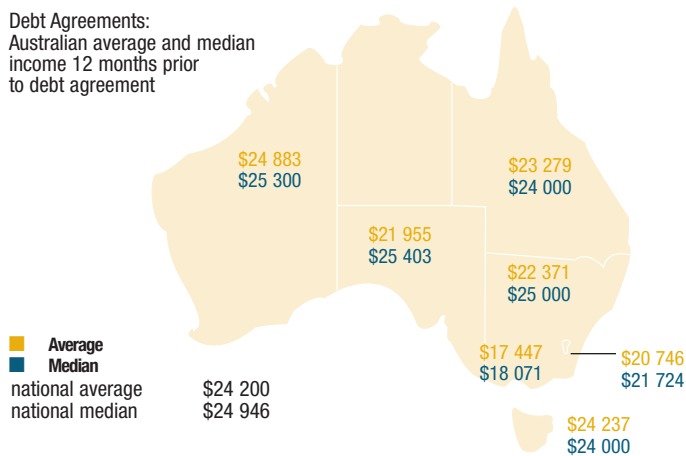 Debt Agreements:
Australian average and median
income 12 months prior
to debt agreement
$24 883
$25 300
$23 279
$24 000
$21 955
$25 403
$22 371
$25 000
$17 447
$18 071
$20 746
$21 724
$24 237
$24 000
Average
Median
national average $24 200
national median $24 946